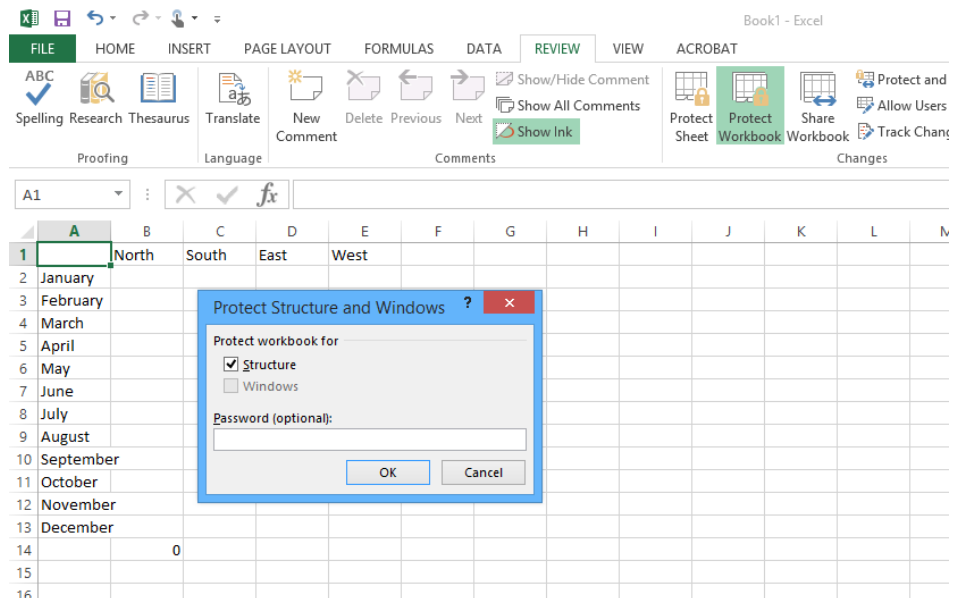 Book1 - Excel
FILE HOME INSERT PAGE LAYOUT FORMULAS DATA REVIEW VIEW ACROBAT
ABC
Spelling Research Thesaurus
Proofing
aあ
Translate
Language
New Comment
Delete Previous Next
Show/Hide Comment
Show All Comments
Show Ink
Comments
Protect Sheet
Protect Workbook
Share Workbook
Protect and
Allow Users
Track Chang
Changes
A1 fx
A B C D E F G H I J K L M
1 North South East West
2 January
3 February
4 March
5 April
6 May
7 June
8 July
9 August
10 September
11 October
12 November
13 December
14 0
15
16
Protect Structure and Windows ?
Protect workbook for
Structure
Windows
Password (optional):
OK Cancel